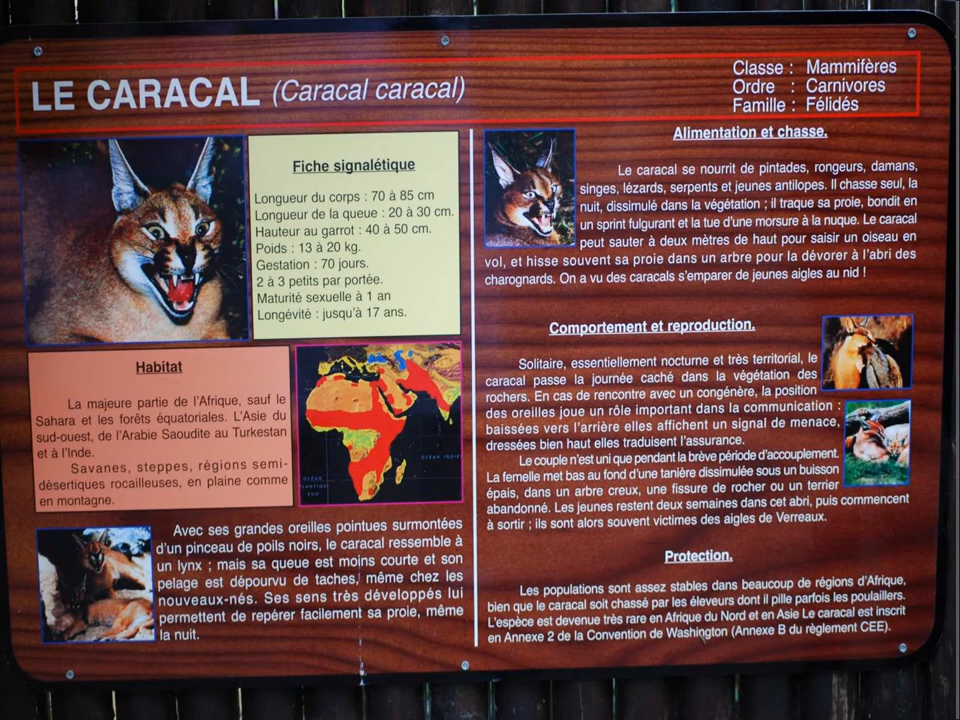 LE CARACAL (Caracal caracal)
Classe : Mammifères
Ordre : Carnivores
Famille : Félidés
Fiche signalétique
Longueur du corps : 70 à 85 cm
Longueur de la queue : 20 à 30 cm.
Hauteur au garrot : 40 à 50 cm.
Poids : 13 à 20 kg.
Gestation : 70 jours.
2 à 3 petits par portée.
Maturité sexuelle à 1 an
Longévité : jusqu'à 17 ans.
Habitat
La majeure partie de l'Afrique, sauf le
Sahara et les forêts équatoriales. L'Asie du
sud-ouest, de l'Arabie Saoudite au Turkestan
et à l'Inde.
Savanes, steppes, régions semi-
désertiques rocailleuses, en plaine comme
en montagne.
Avec ses grandes oreilles pointues surmontées
d'un pinceau de poils noirs, le caracal ressemble à
un lynx ; mais sa queue est moins courte et son
pelage est dépourvu de taches, même chez les
nouveaux-nés. Ses sens très développés lui
permettent de repérer facilement sa proie, même
la nuit.
Alimentation et chasse.
Le caracal se nourrit de pintades, rongeurs, damans,
singes, lézards, serpents et jeunes antilopes. Il chasse seul, la
nuit, dissimulé dans la végétation ; il traque sa proie, bondit en
un sprint fulgurant et la tue d'une morsure à la nuque. Le caracal
peut sauter à deux mètres de haut pour saisir un oiseau en
vol, et hisse souvent sa proie dans un arbre pour la dévorer à l'abri des
charognards. On a vu des caracals s'emparer de jeunes aigles au nid !
Comportement et reproduction.
Solitaire, essentiellement nocturne et très territorial, le
caracal passe la journée caché dans la végétation des
rochers. En cas de rencontre avec un congénère, la position
des oreilles joue un rôle important dans la communication :
baissées vers l'arrière elles affichent un signal de menace,
dressées bien haut elles traduisent l'assurance.
Le couple n'est uni que pendant la brève période d'accouplement.
La femelle met bas au fond d'une tanière dissimulée sous un buisson
épais, dans un arbre creux, une fissure de rocher ou un terrier
abandonné. Les jeunes restent deux semaines dans cet abri, puis commencent
à sortir ; ils sont alors souvent victimes des aigles de Verreaux.
Protection.
Les populations sont assez stables dans beaucoup de régions d'Afrique,
bien que le caracal soit chassé par les éleveurs dont il pille parfois les poulaillers.
L'espèce est devenue très rare en Afrique du Nord et en Asie Le caracal est inscrit
en Annexe 2 de la Convention de Washington (Annexe B du règlement CEE).